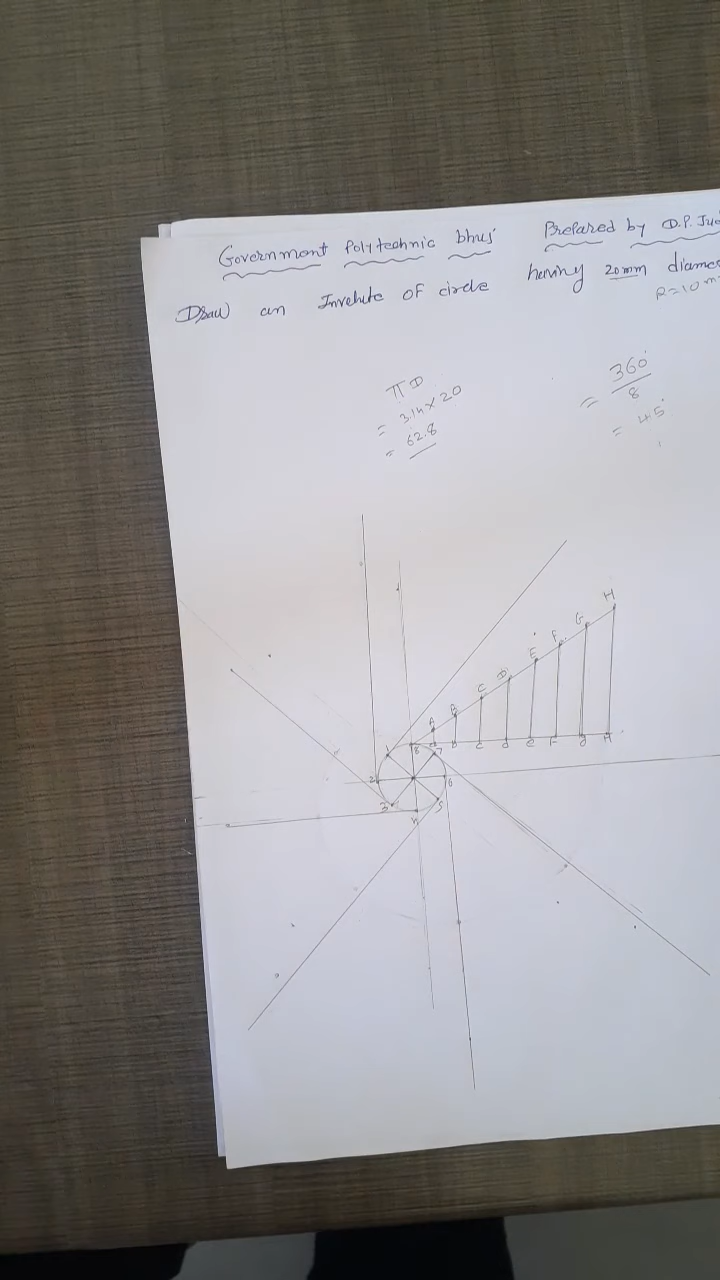 Government Polytechnic bhuj Prepared by D.P.
Draw an Involute OF circle having 20mm
R=10
πD
= 3.14 x 20
= 62.8
= 360°
8
= 45°
H
G
F
E
D
C
B
A
8 7 B C d e F g H
1
2 6
3 5
4